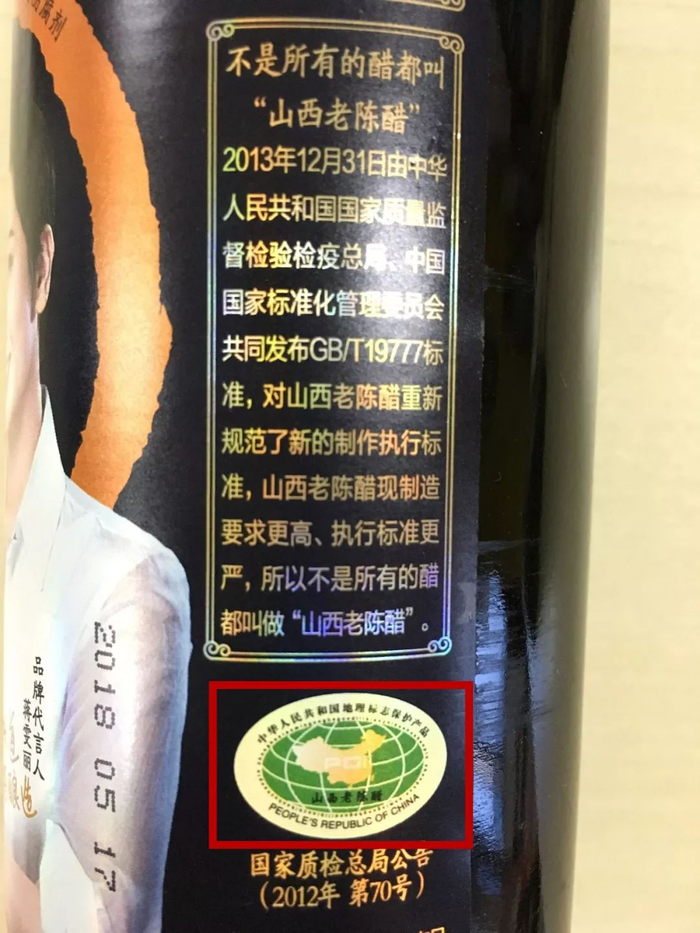 腐剂
不是所有的醋都叫
“山西老陈醋”
2013年12月31日由中华
人民共和国国家质量监
督检验检疫总局、中国
国家标准化管理委员会
共同发布GB/T19777标
准，对山西老陈醋重新
规范了新的制作执行标
准，山西老陈醋现制造
要求更高、执行标准更
严，所以不是所有的醋
都叫做“山西老陈醋”。
品牌代言人
蒋雯丽
2018 05 17
中华人民共和国地理标志保护产品
PGI
山西老陈醋
PEOPLE'S REPUBLIC OF CHINA
国家质检总局公告
（2012年 第70号）